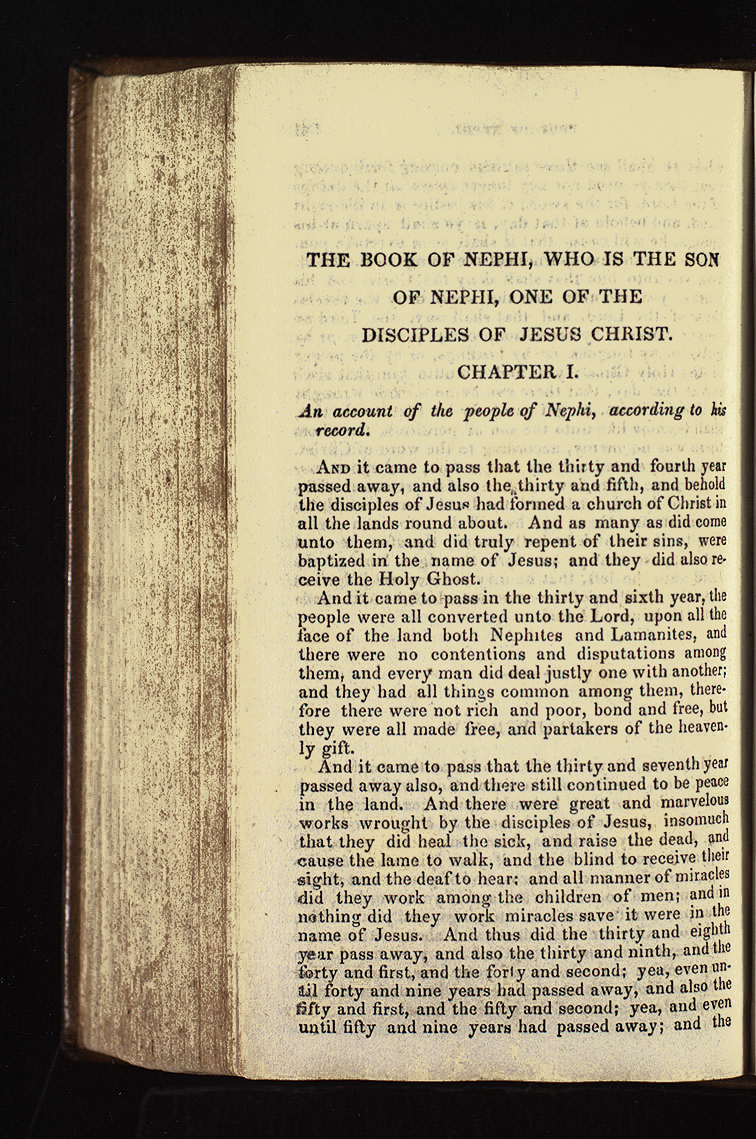 THE BOOK OF NEPHI, WHO IS THE SON
OF NEPHI, ONE OF THE
DISCIPLES OF JESUS CHRIST.
CHAPTER I.
An account of the people of Nephi, according to his
record.
AND it came to pass that the thirty and fourth year
passed away, and also the thirty and fifth, and behold
the disciples of Jesus had formed a church of Christ in
all the lands round about. And as many as did come
unto them, and did truly repent of their sins, were
baptized in the name of Jesus; and they did also re-
ceive the Holy Ghost.
And it came to pass in the thirty and sixth year, the
people were all converted unto the Lord, upon all the
face of the land both Nephites and Lamanites, and
there were no contentions and disputations among
them, and every man did deal justly one with another;
and they had all things common among them, there-
fore there were not rich and poor, bond and free, but
they were all made free, and partakers of the heaven-
ly gift.
And it came to pass that the thirty and seventh year
passed away also, and there still continued to be peace
in the land. And there were great and marvelous
works wrought by the disciples of Jesus, insomuch
that they did heal the sick, and raise the dead, and
cause the lame to walk, and the blind to receive their
sight, and the deaf to hear; and all manner of miracles
did they work among the children of men; and in
nothing did they work miracles save it were in the
name of Jesus. And thus did the thirty and eighth
year pass away, and also the thirty and ninth, and the
forty and first, and the forty and second; yea, even un-
til forty and nine years had passed away, and also the
fifty and first, and the fifty and second; yea, and even
until fifty and nine years had passed away; and the